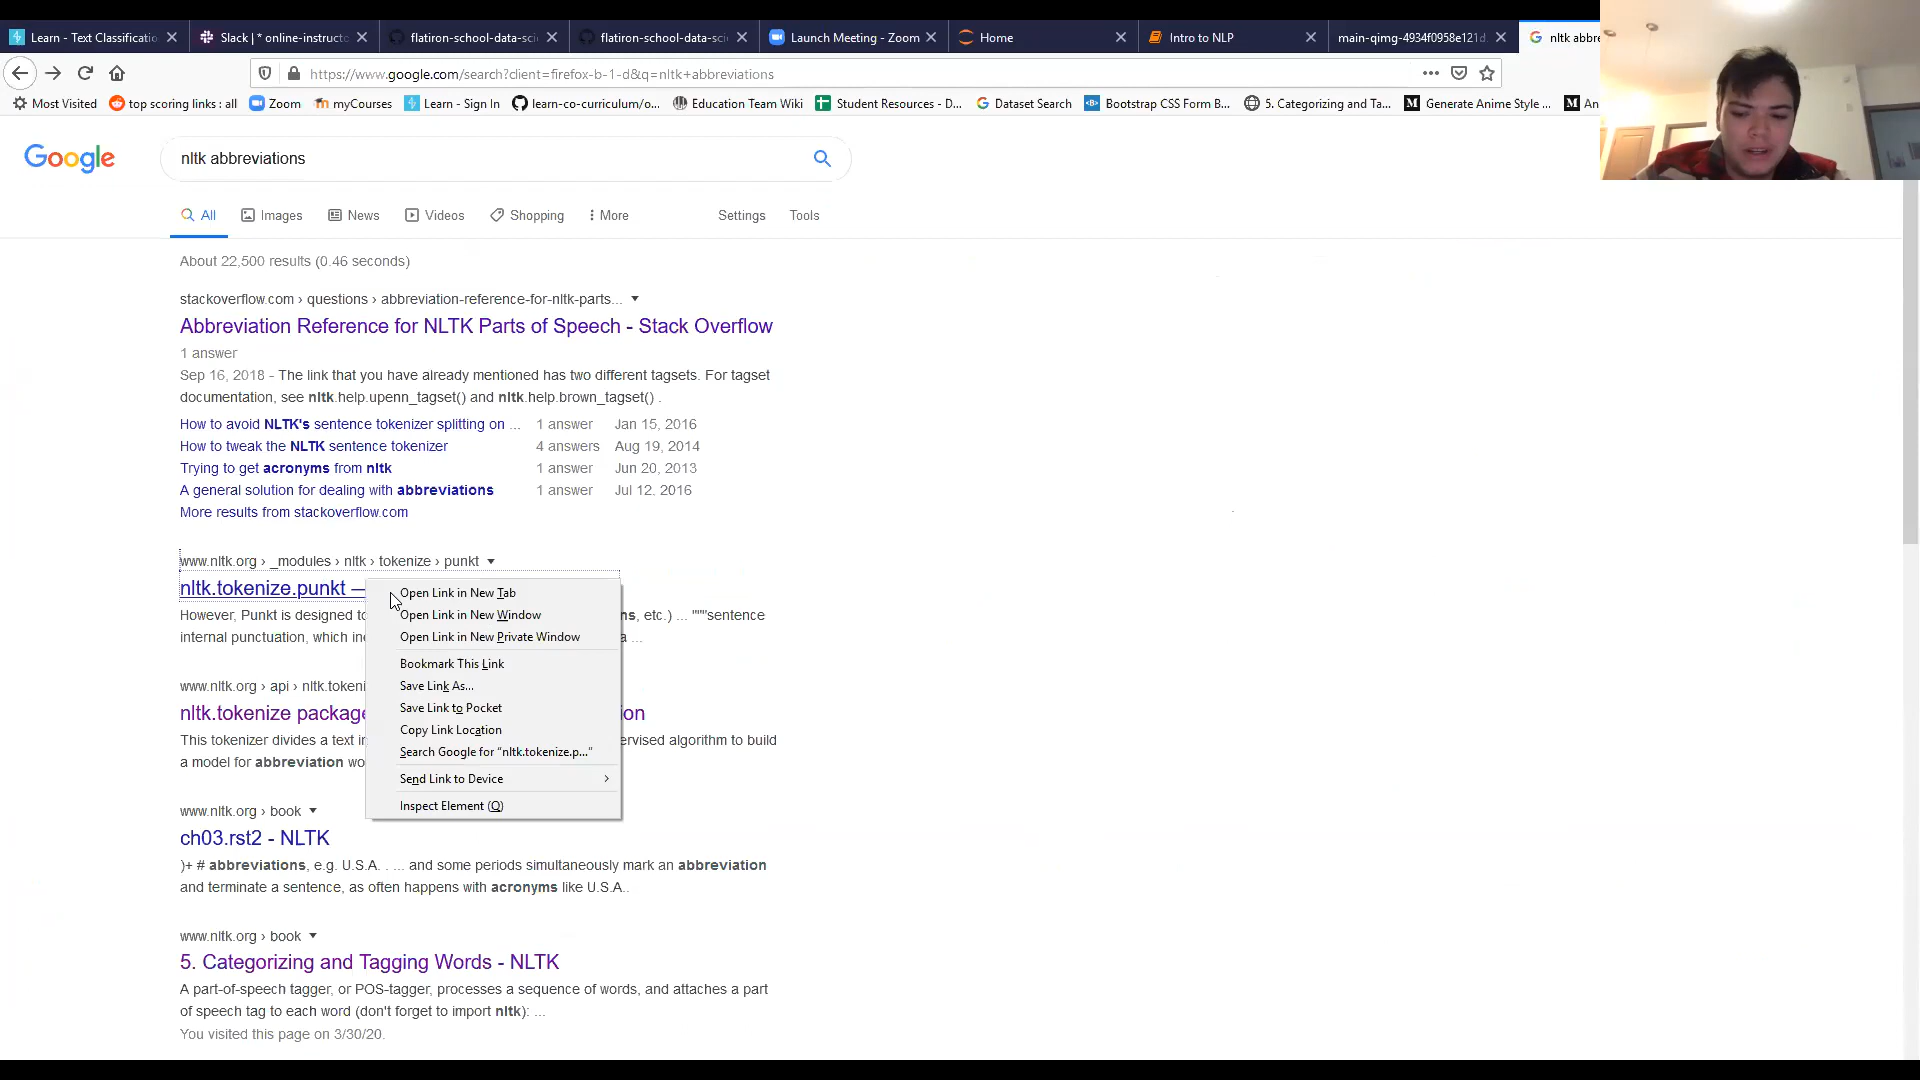 Learn - Text Classificatio
Slack | * online-instructo
flatiron-school-data-sci
flatiron-school-data-sci
Launch Meeting - Zoom
Home
Intro to NLP
main-qimg-4934f0958e121d
nltk abbre
https://www.google.com/search?client=firefox-b-1-d&q=nltk+abbreviations
Most Visited
top scoring links : all
Zoom
myCourses
Learn - Sign In
learn-co-curriculum/o...
Education Team Wiki
Student Resources - D...
Dataset Search
Bootstrap CSS Form B...
5. Categorizing and Ta...
Generate Anime Style ...
An
Google
nltk abbreviations
All
Images
News
Videos
Shopping
More
Settings
Tools
About 22,500 results (0.46 seconds)
stackoverflow.com › questions › abbreviation-reference-for-nltk-parts...
Abbreviation Reference for NLTK Parts of Speech - Stack Overflow
1 answer
Sep 16, 2018 - The link that you have already mentioned has two different tagsets. For tagset
documentation, see nltk.help.upenn_tagset() and nltk.help.brown_tagset() .
How to avoid NLTK's sentence tokenizer splitting on ... 1 answer Jan 15, 2016
How to tweak the NLTK sentence tokenizer 4 answers Aug 19, 2014
Trying to get acronyms from nltk 1 answer Jun 20, 2013
A general solution for dealing with abbreviations 1 answer Jul 12, 2016
More results from stackoverflow.com
www.nltk.org › _modules › nltk › tokenize › punkt
nltk.tokenize.punkt —
However, Punkt is designed to ns, etc.) ... """sentence
internal punctuation, which in a ...
Open Link in New Tab
Open Link in New Window
Open Link in New Private Window
Bookmark This Link
Save Link As...
Save Link to Pocket
Copy Link Location
Search Google for “nltk.tokenize.p...”
Send Link to Device
Inspect Element (Q)
www.nltk.org › api › nltk.tokeni
nltk.tokenize package ion
This tokenizer divides a text in ervised algorithm to build
a model for abbreviation wo
www.nltk.org › book
ch03.rst2 - NLTK
)+ # abbreviations, e.g. U.S.A. . ... and some periods simultaneously mark an abbreviation
and terminate a sentence, as often happens with acronyms like U.S.A..
www.nltk.org › book
5. Categorizing and Tagging Words - NLTK
A part-of-speech tagger, or POS-tagger, processes a sequence of words, and attaches a part
of speech tag to each word (don't forget to import nltk): ...
You visited this page on 3/30/20.